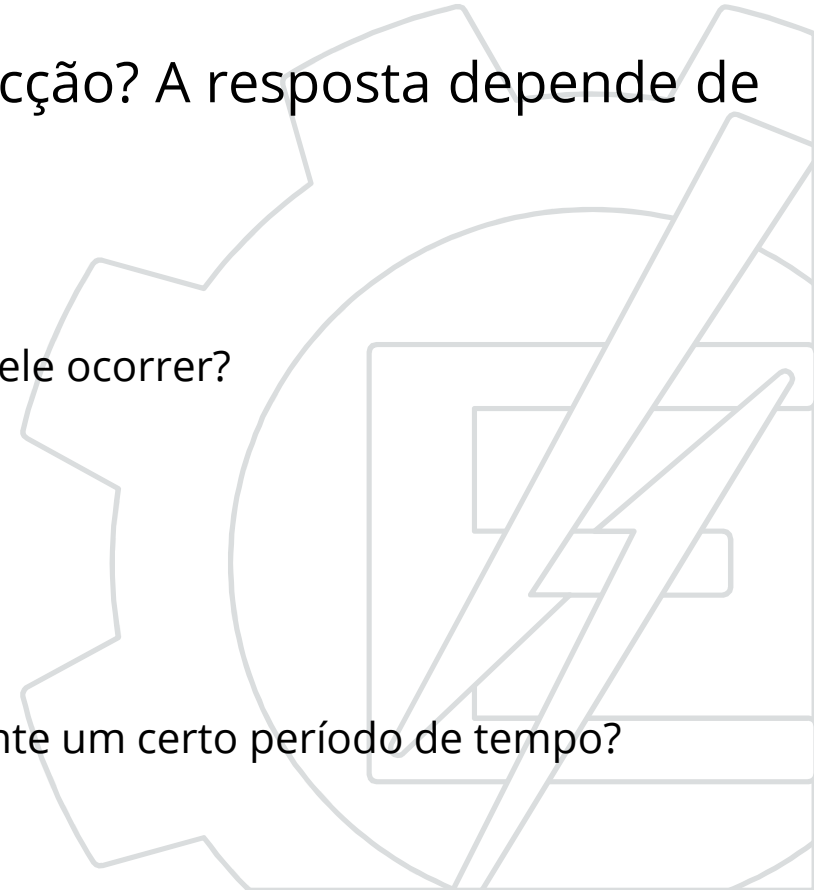 cção? A resposta depende de
ele ocorrer?
nte um certo período de tempo?